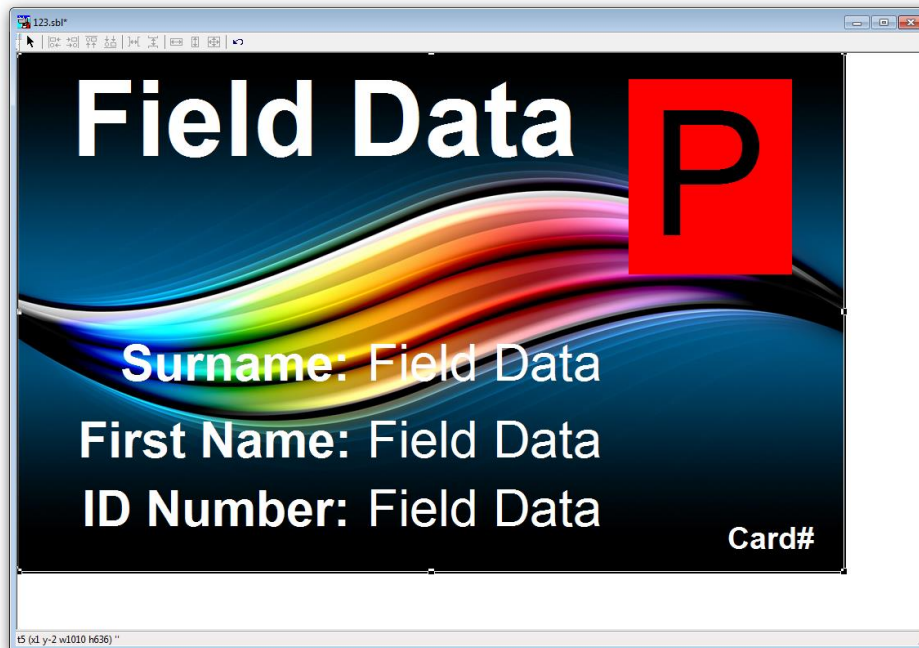 123.sbl*
Field Data
P
Surname: Field Data
First Name: Field Data
ID Number: Field Data
Card#
t5 (x1 y-2 w1010 h636) ''